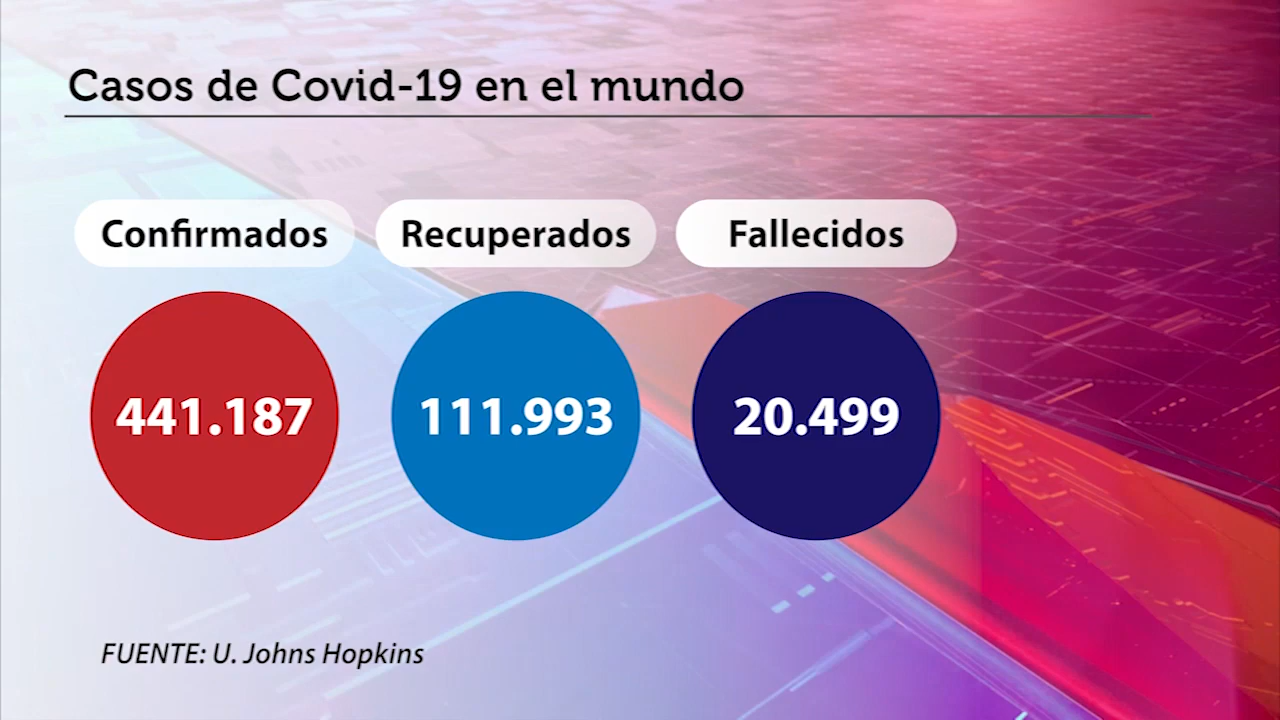 Casos de Covid-19 en el mundo
Confirmados Recuperados Fallecidos
441.187 111.993 20.499
FUENTE: U. Johns Hopkins